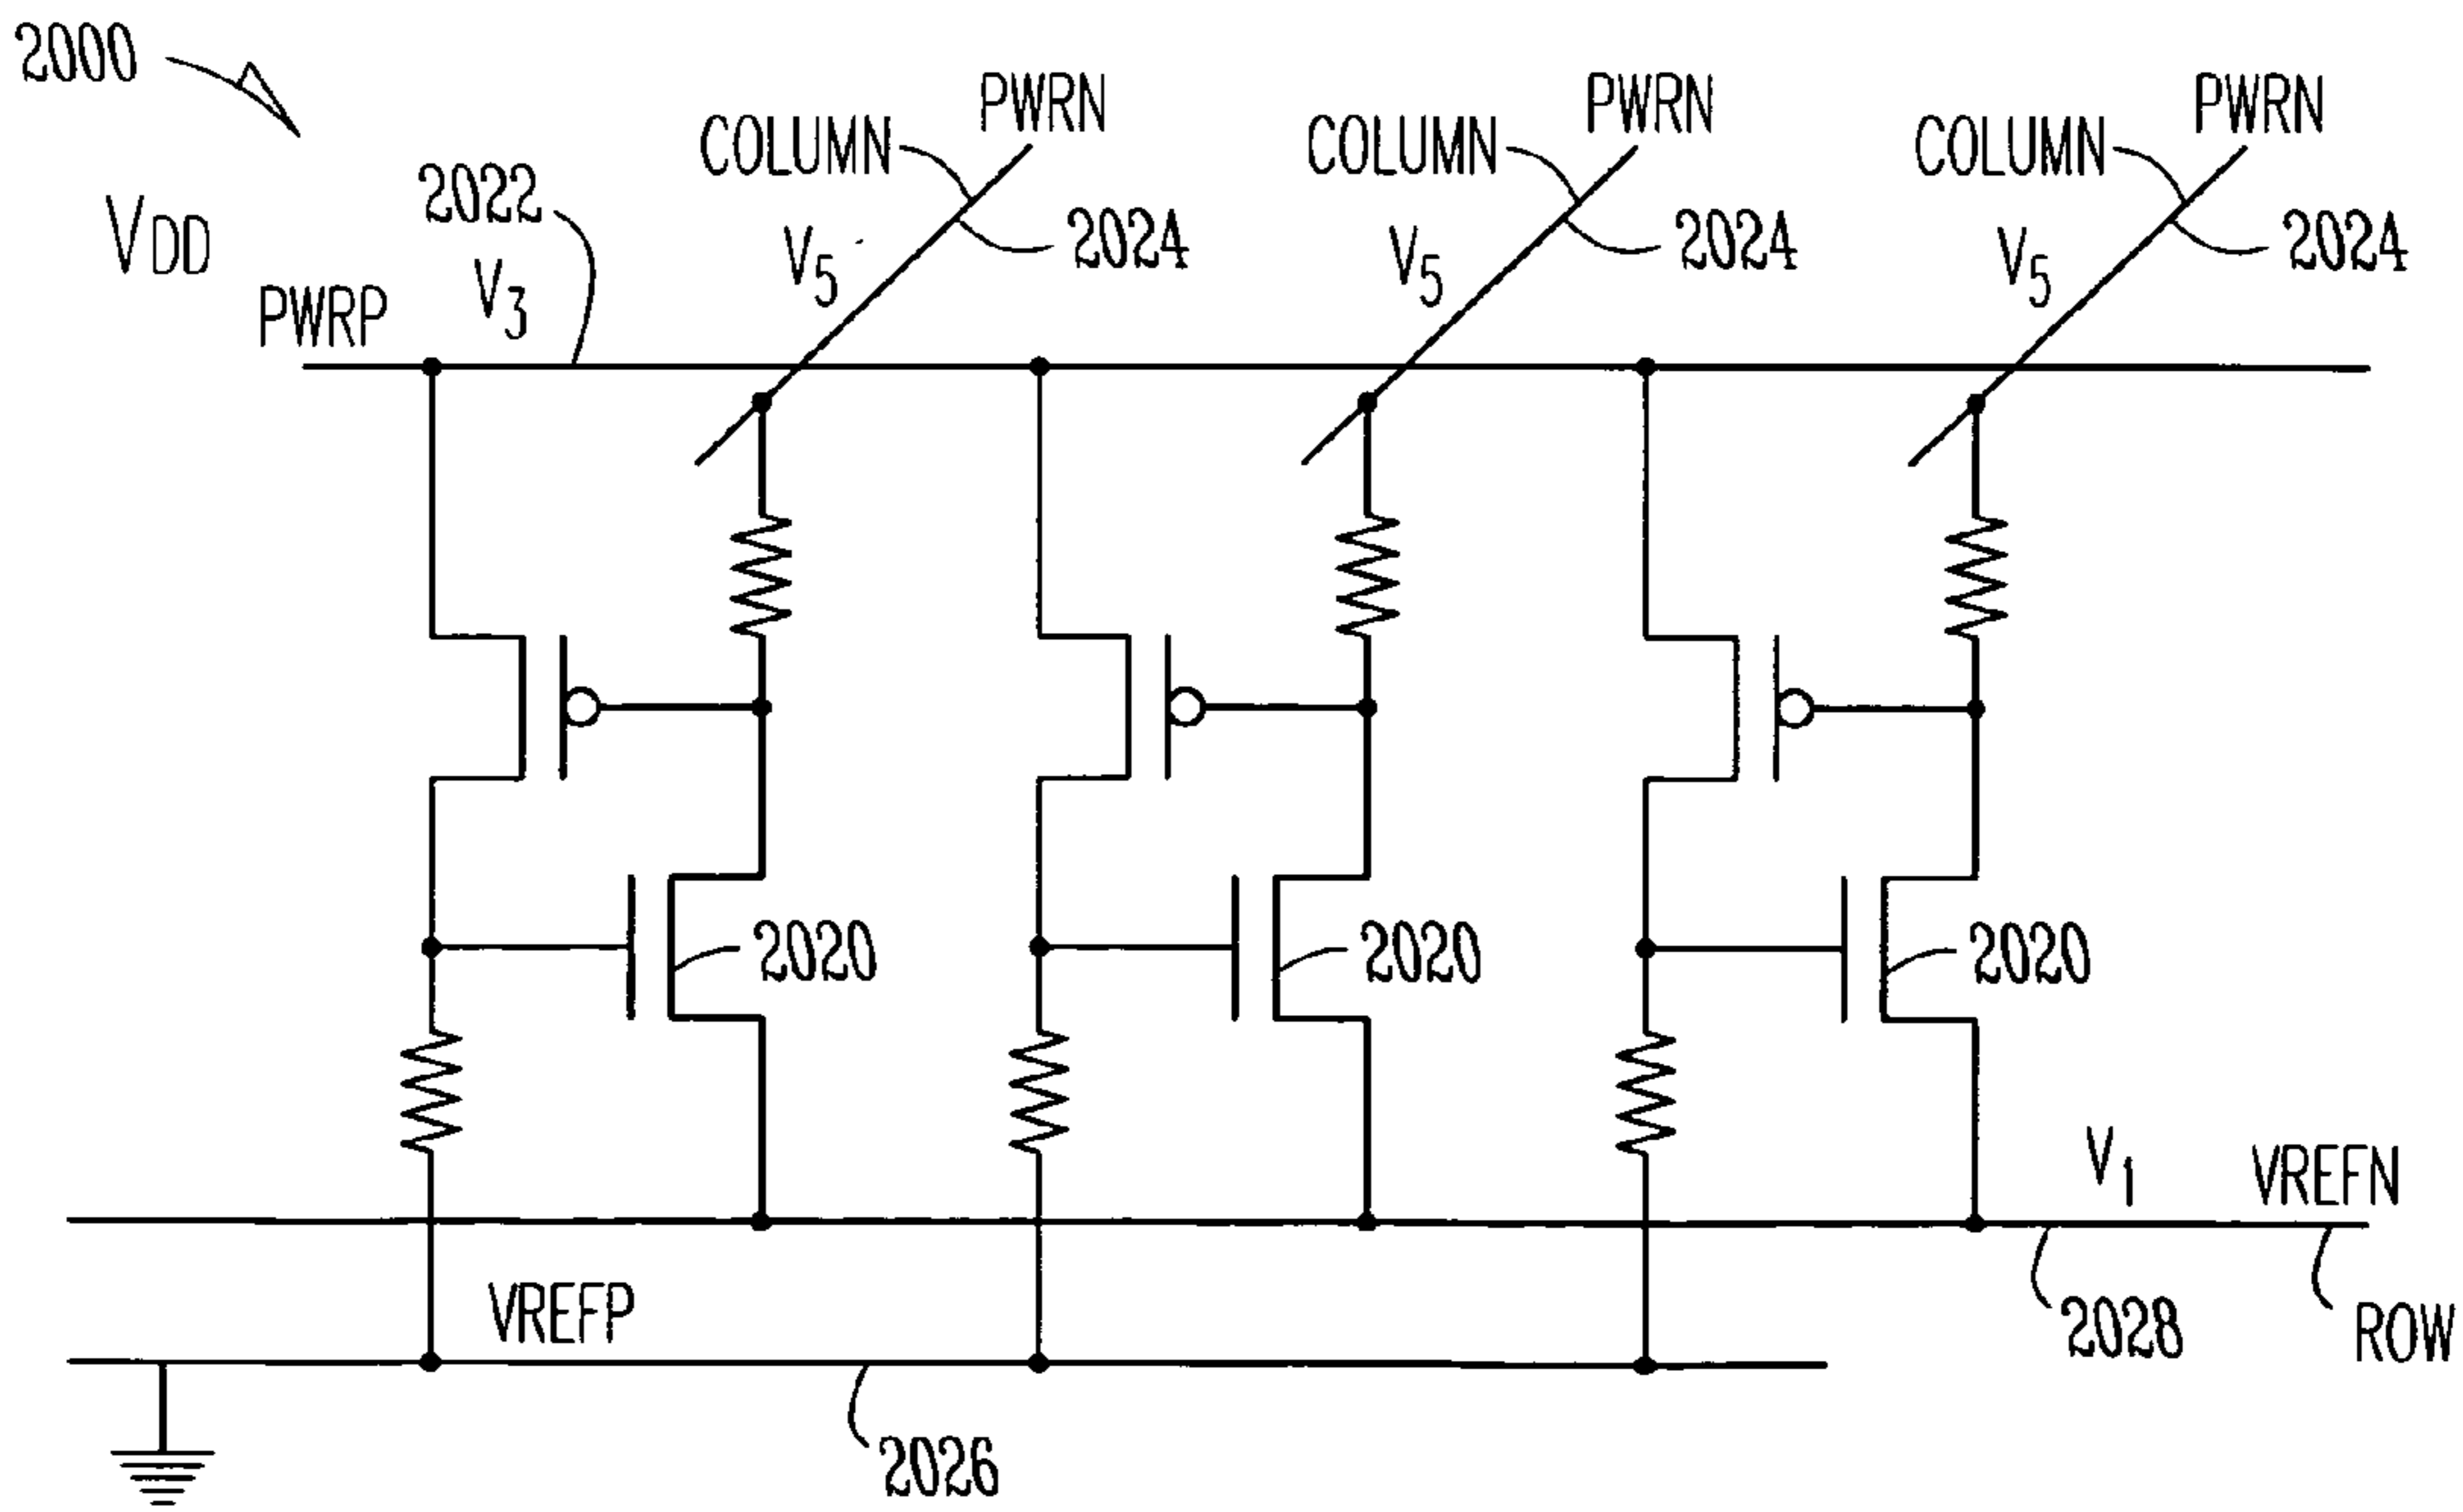 2000
PWRN
PWRN
PWRN
COLUMN
COLUMN
COLUMN
2022
2024
2024
2024
VDD
V3
V5
V5
V5
PWRP
2020
2020
2020
V1
VREFN
VREFP
2028
ROW
2026